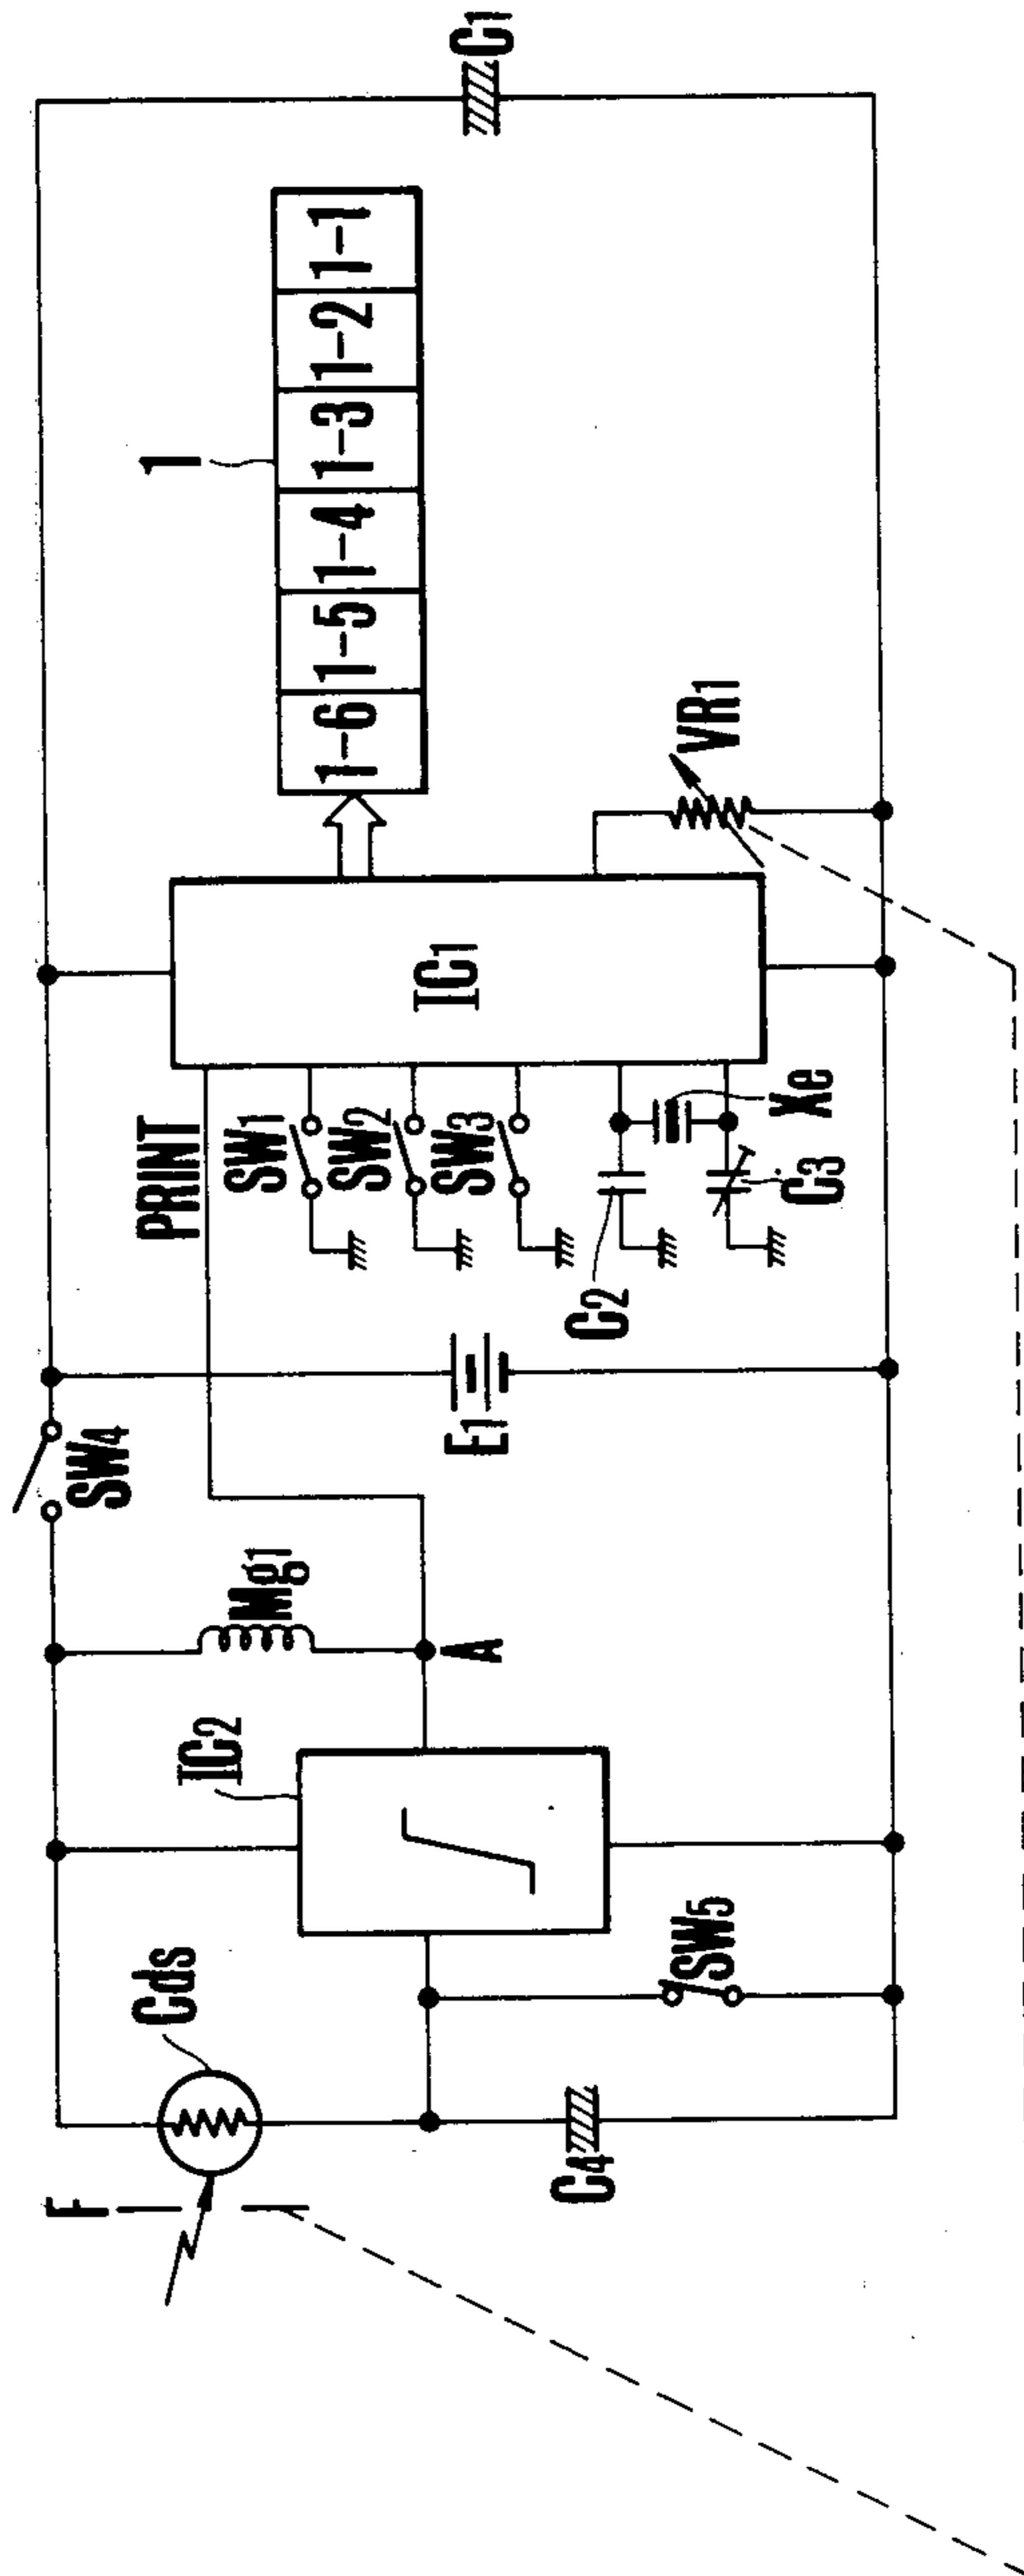 F
Cds
C4
SW5
IC2
Mg1
A
SW4
E1
PRINT
SW1
SW2
SW3
C2
C3
Xe
IC1
VR1
1
1-6
1-5
1-4
1-3
1-2
1-1
C1